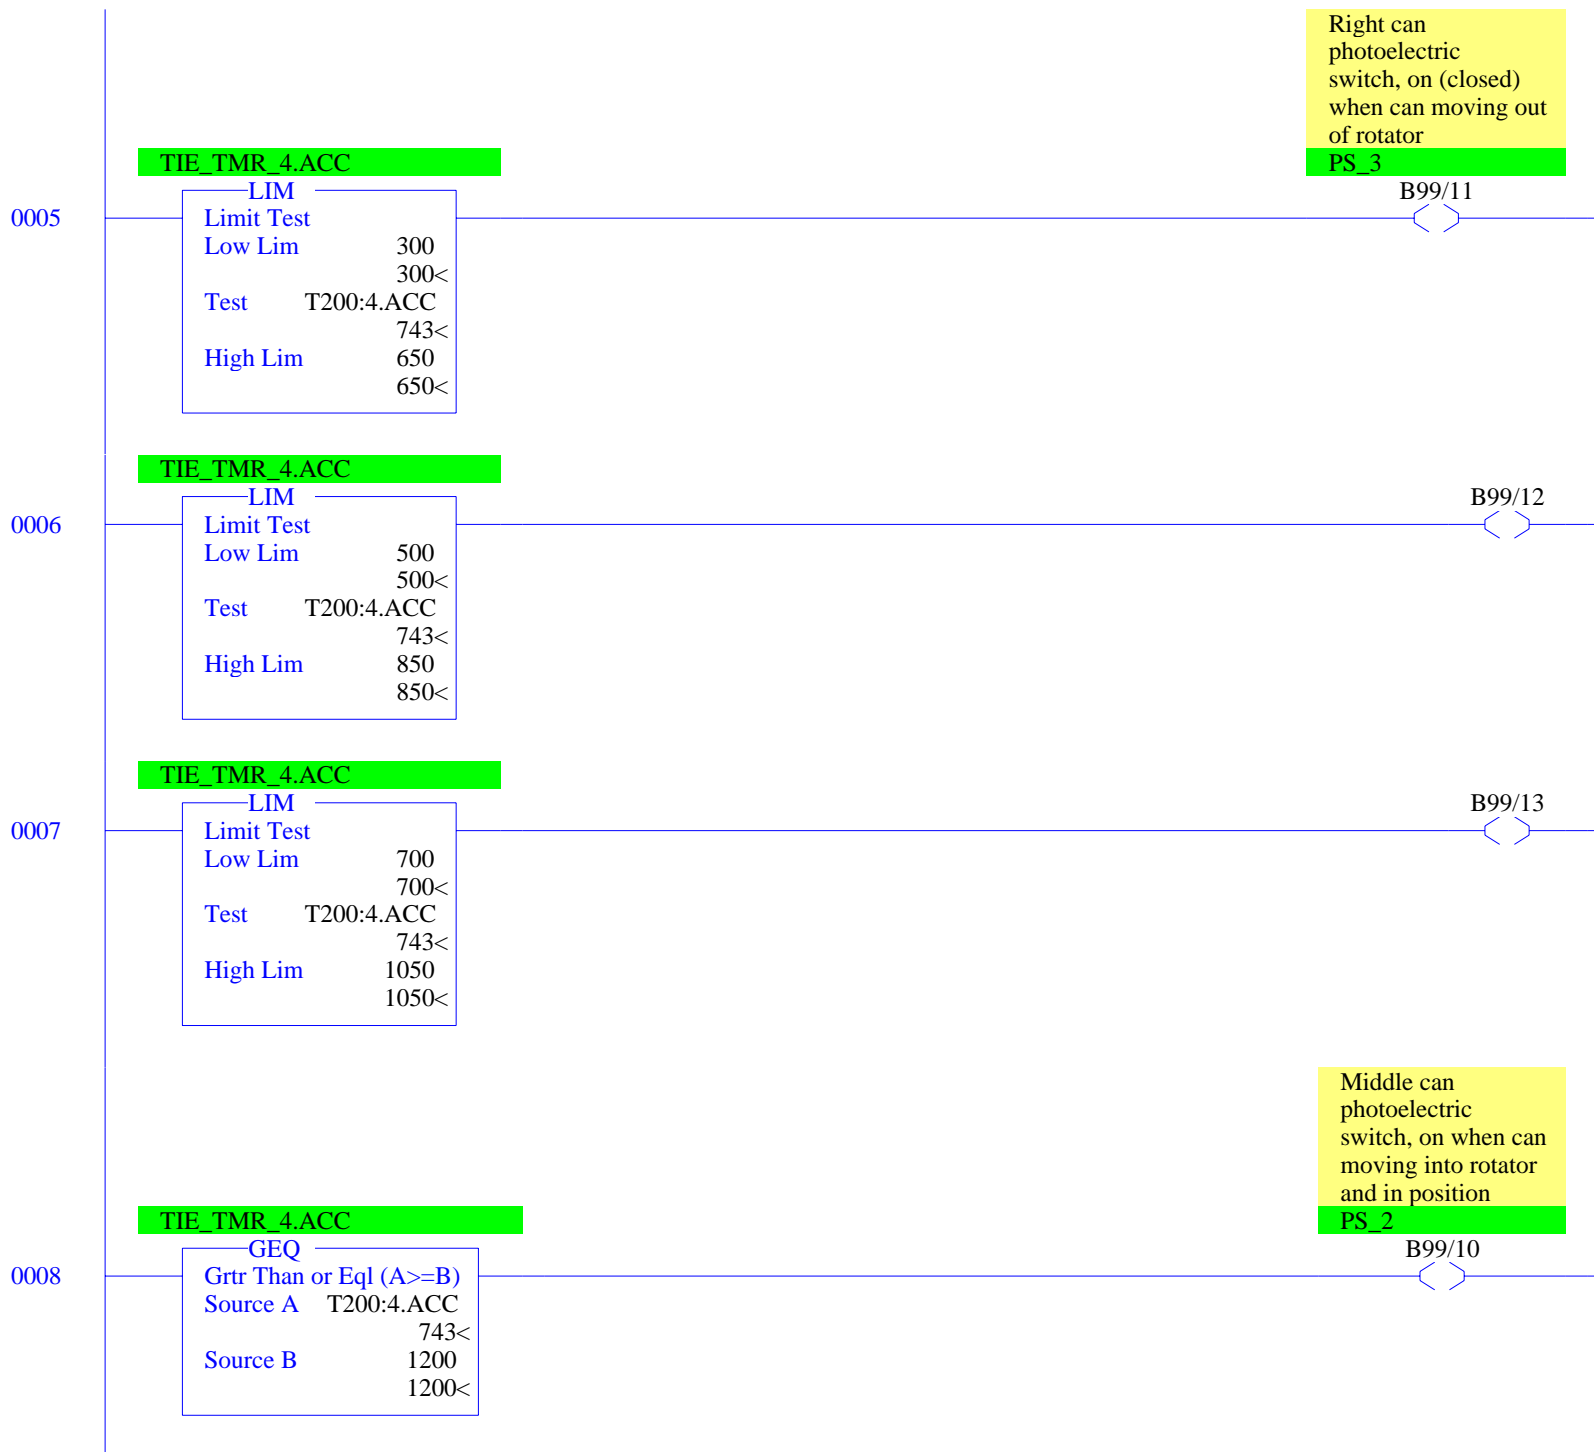 Right can
photoelectric
switch, on (closed)
when can moving out
of rotator
TIE_TMR_4.ACC
PS_3
LIM
B99/11
0005
Limit Test
Low Lim 300
300<
Test T200:4.ACC
743<
High Lim 650
650<
TIE_TMR_4.ACC
LIM
B99/12
0006
Limit Test
Low Lim 500
500<
Test T200:4.ACC
743<
High Lim 850
850<
TIE_TMR_4.ACC
LIM
B99/13
0007
Limit Test
Low Lim 700
700<
Test T200:4.ACC
743<
High Lim 1050
1050<
Middle can
photoelectric
switch, on when can
moving into rotator
and in position
TIE_TMR_4.ACC
PS_2
GEQ
B99/10
0008
Grtr Than or Eql (A>=B)
Source A T200:4.ACC
743<
Source B 1200
1200<